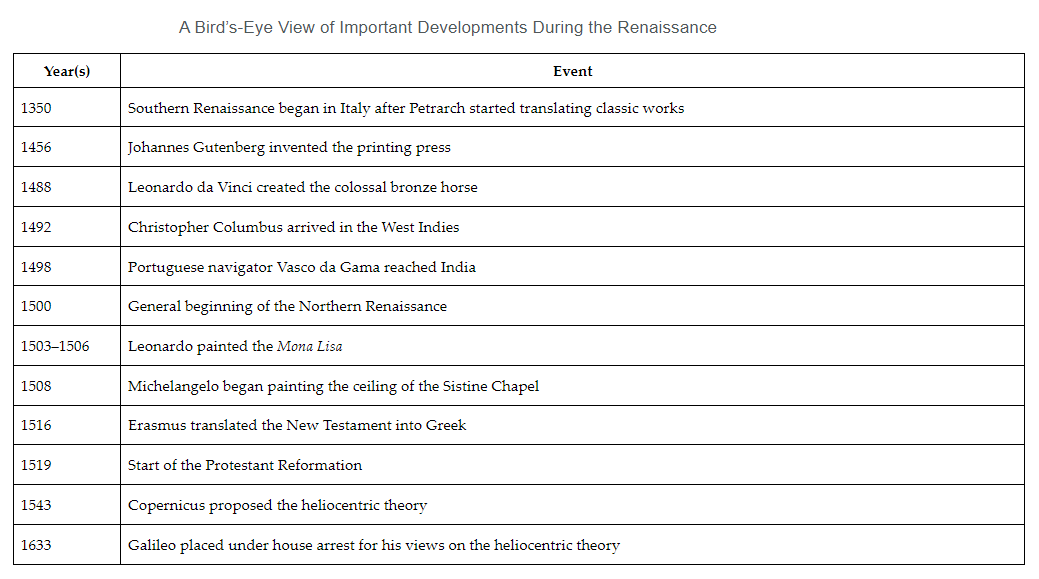 A Bird’s-Eye View of Important Developments During the Renaissance
Year(s) Event
1350 Southern Renaissance began in Italy after Petrarch started translating classic works
1456 Johannes Gutenberg invented the printing press
1488 Leonardo da Vinci created the colossal bronze horse
1492 Christopher Columbus arrived in the West Indies
1498 Portuguese navigator Vasco da Gama reached India
1500 General beginning of the Northern Renaissance
1503–1506 Leonardo painted the Mona Lisa
1508 Michelangelo began painting the ceiling of the Sistine Chapel
1516 Erasmus translated the New Testament into Greek
1519 Start of the Protestant Reformation
1543 Copernicus proposed the heliocentric theory
1633 Galileo placed under house arrest for his views on the heliocentric theory